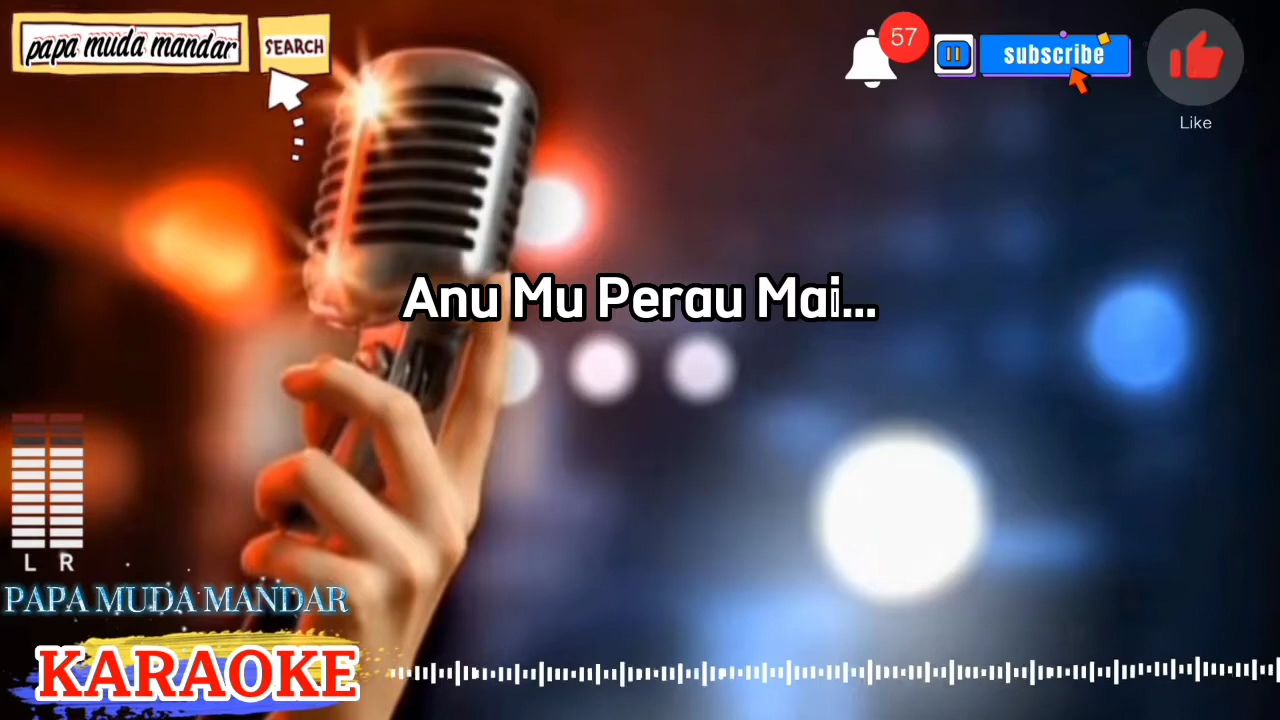 papa muda mandar
SEARCH
57
subscribe
Like
Anu Mu Perau Mai...
L R
PAPA MUDA MANDAR
KARAOKE